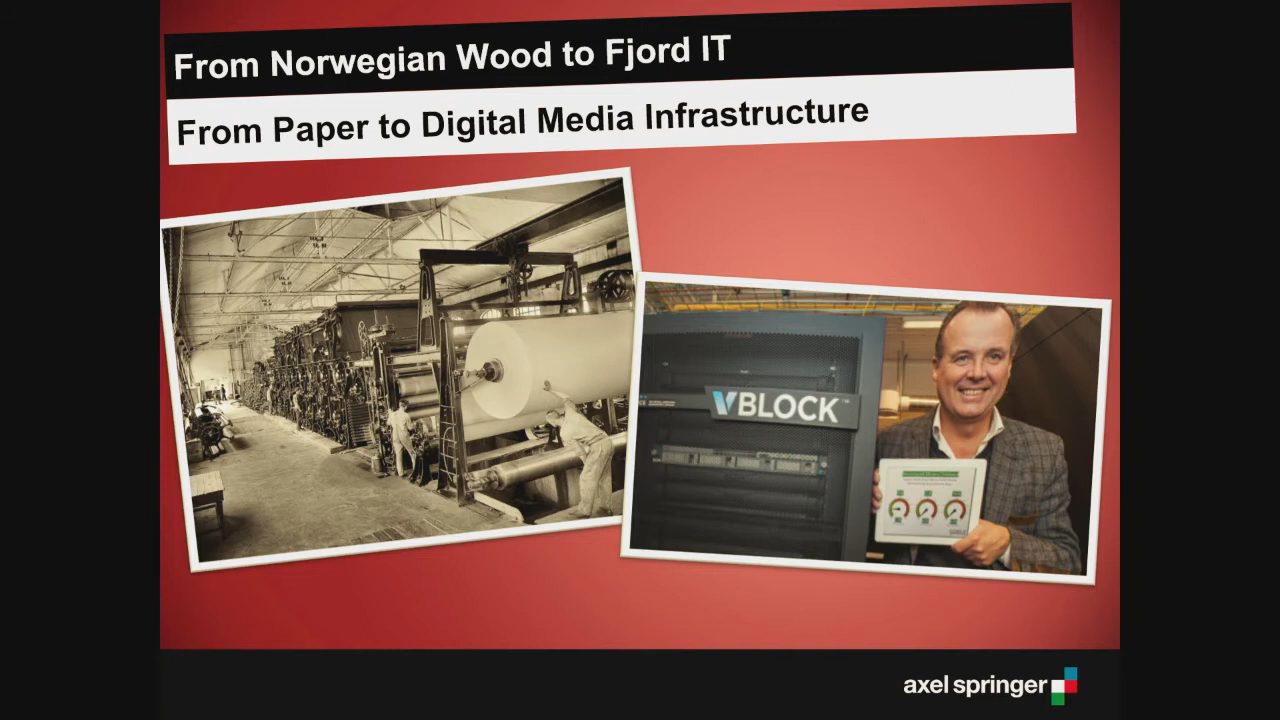 From Norwegian Wood to Fjord IT
From Paper to Digital Media Infrastructure
VBLOCK
axel springer